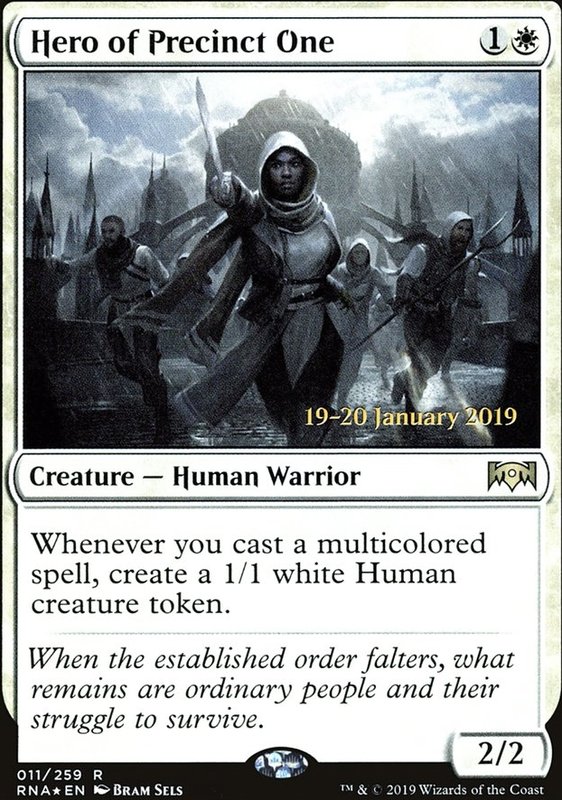 Hero of Precinct One 1
19–20 January 2019
Creature — Human Warrior
Whenever you cast a multicolored
spell, create a 1/1 white Human
creature token.
When the established order falters, what
remains are ordinary people and their
struggle to survive.
2/2
011/259 R
RNA★EN Bram Sels
™ & © 2019 Wizards of the Coast